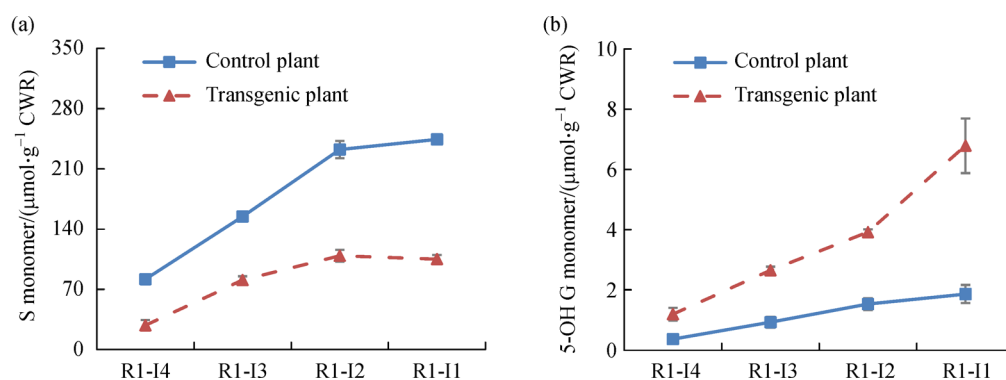 (a)
S monomer/(μmol·g⁻¹ CWR)
350
280
210
140
70
0
Control plant
Transgenic plant
R1-I4 R1-I3 R1-I2 R1-I1
(b)
5-OH G monomer/(μmol·g⁻¹ CWR)
10
8
6
4
2
0
Control plant
Transgenic plant
R1-I4 R1-I3 R1-I2 R1-I1